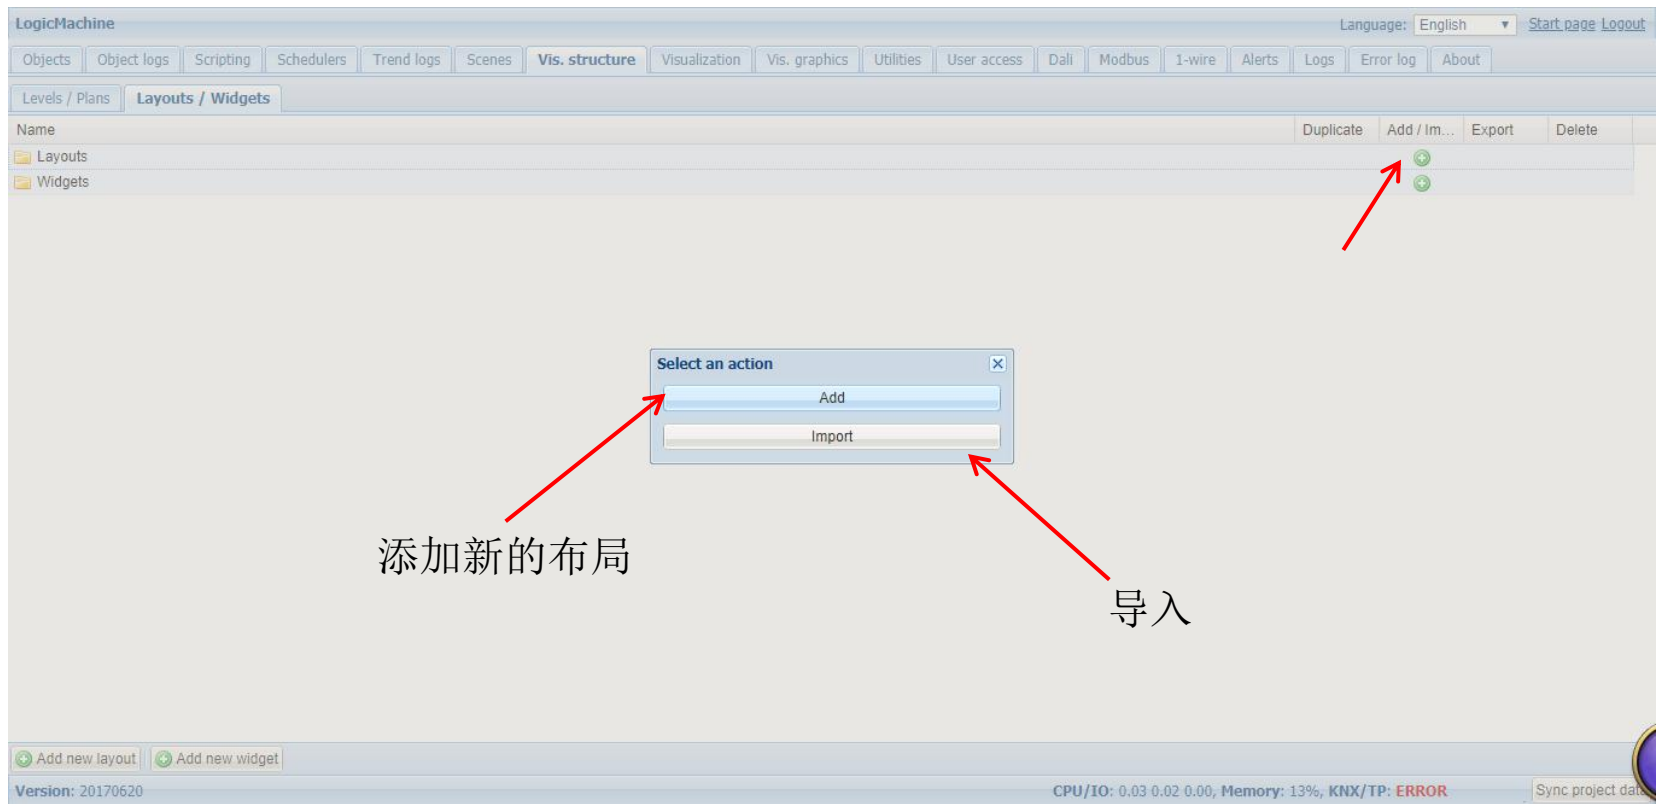 LogicMachine
Language: English Start page Logout
Objects Object logs Scripting Schedulers Trend logs Scenes Vis. structure Visualization Vis. graphics Utilities User access Dali Modbus 1-wire Alerts Logs Error log About
Levels / Plans Layouts / Widgets
Name Duplicate Add / Im... Export Delete
Layouts
Widgets
Select an action
Add
Import
添加新的布局
导入
Add new layout Add new widget
Version: 20170620 CPU/IO: 0.03 0.02 0.00, Memory: 13%, KNX/TP: ERROR Sync project data